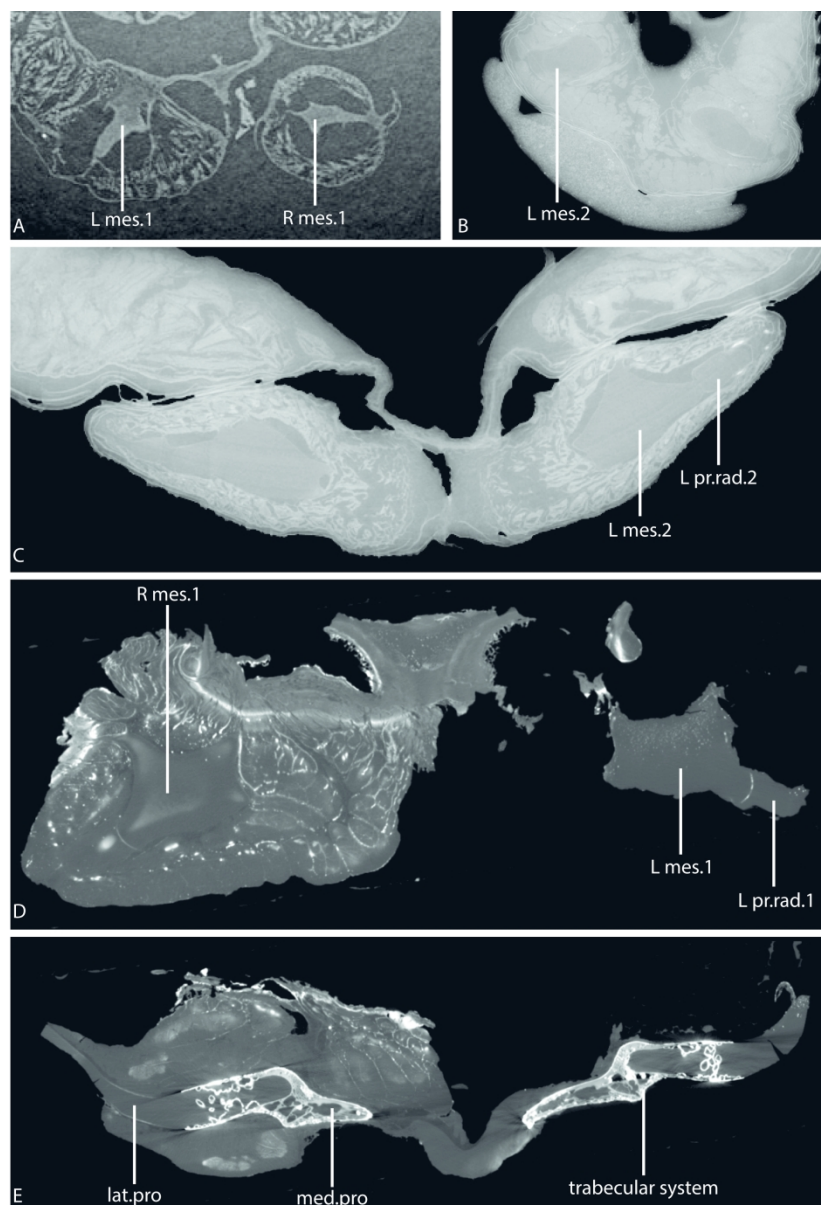 L mes.1
R mes.1
A
L mes.2
B
L pr.rad.2
L mes.2
C
R mes.1
L mes.1
L pr.rad.1
D
lat.pro
med.pro
trabecular system
E